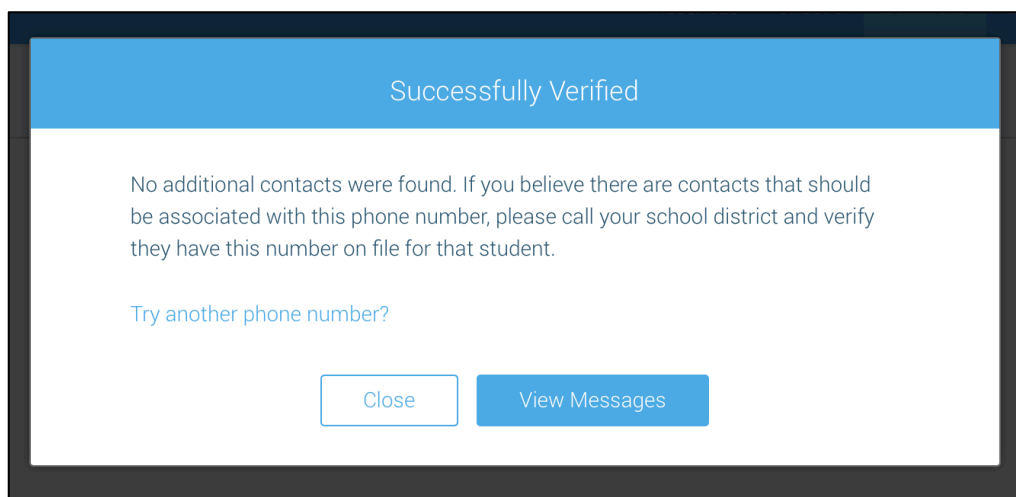 Successfully Verified
No additional contacts were found. If you believe there are contacts that should
be associated with this phone number, please call your school district and verify
they have this number on file for that student.
Try another phone number?
Close
View Messages